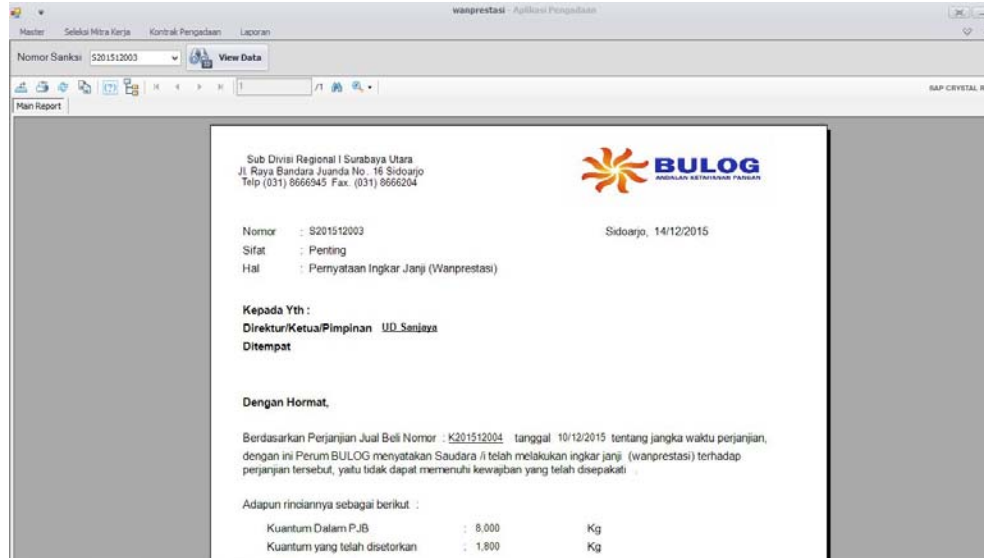 wanprestasi - Aplikasi Pengadaan
Master Seleksi Mitra Kerja Kontrak Pengadaan Laporan
Nomor Sanksi S201512003 View Data
1 /1
SAP CRYSTAL R
Main Report
Sub Divisi Regional I Surabaya Utara
Jl. Raya Bandara Juanda No. 16 Sidoarjo
Telp (031) 8666945 Fax. (031) 8666204
BULOG
ANDALAN KETAHANAN PANGAN
Nomor : S201512003 Sidoarjo, 14/12/2015
Sifat : Penting
Hal : Pernyataan Ingkar Janji (Wanprestasi)
Kepada Yth :
Direktur/Ketua/Pimpinan UD Sanjaya
Ditempat
Dengan Hormat,
Berdasarkan Perjanjian Jual Beli Nomor : K201512004 tanggal 10/12/2015 tentang jangka waktu perjanjian,
dengan ini Perum BULOG menyatakan Saudara /i telah melakukan ingkar janji (wanprestasi) terhadap
perjanjian tersebut, yaitu tidak dapat memenuhi kewajiban yang telah disepakati .
Adapun rinciannya sebagai berikut :
Kuantum Dalam PJB : 8,000 Kg
Kuantum yang telah disetorkan : 1,800 Kg